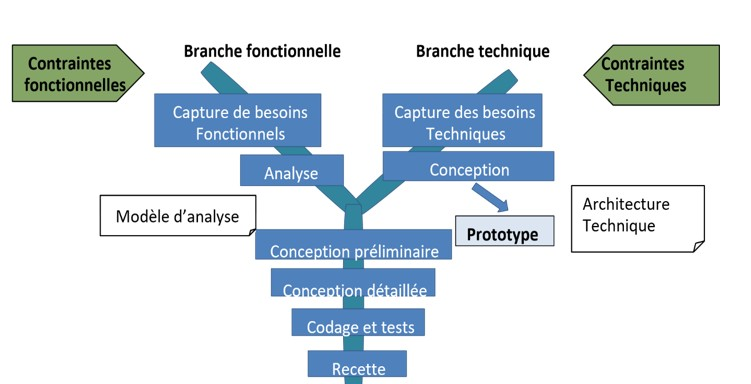 Branche fonctionnelle
Branche technique
Contraintes
fonctionnelles
Contraintes
Techniques
Capture de besoins
Fonctionnels
Capture des besoins
Techniques
Analyse
Conception
Modèle d'analyse
Architecture
Technique
Prototype
Conception préliminaire
Conception détaillée
Codage et tests
Recette